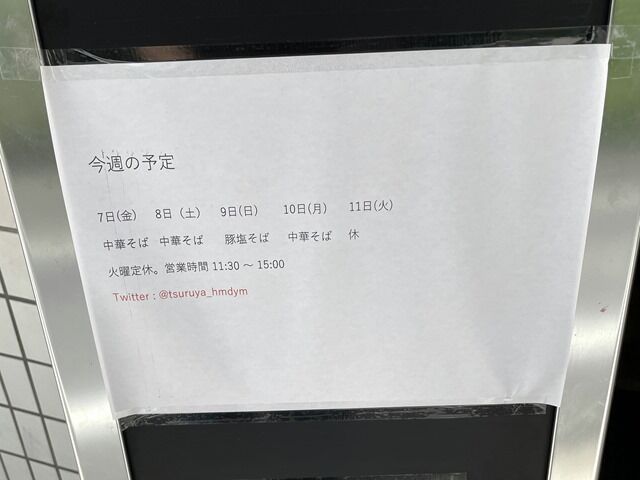 今週の予定
7日(金) 8日（土） 9日(日) 10日(月) 11日(火)
中華そば 中華そば 豚塩そば 中華そば 休
火曜定休。営業時間 11:30 〜 15:00
Twitter : @tsuruya_hmdym